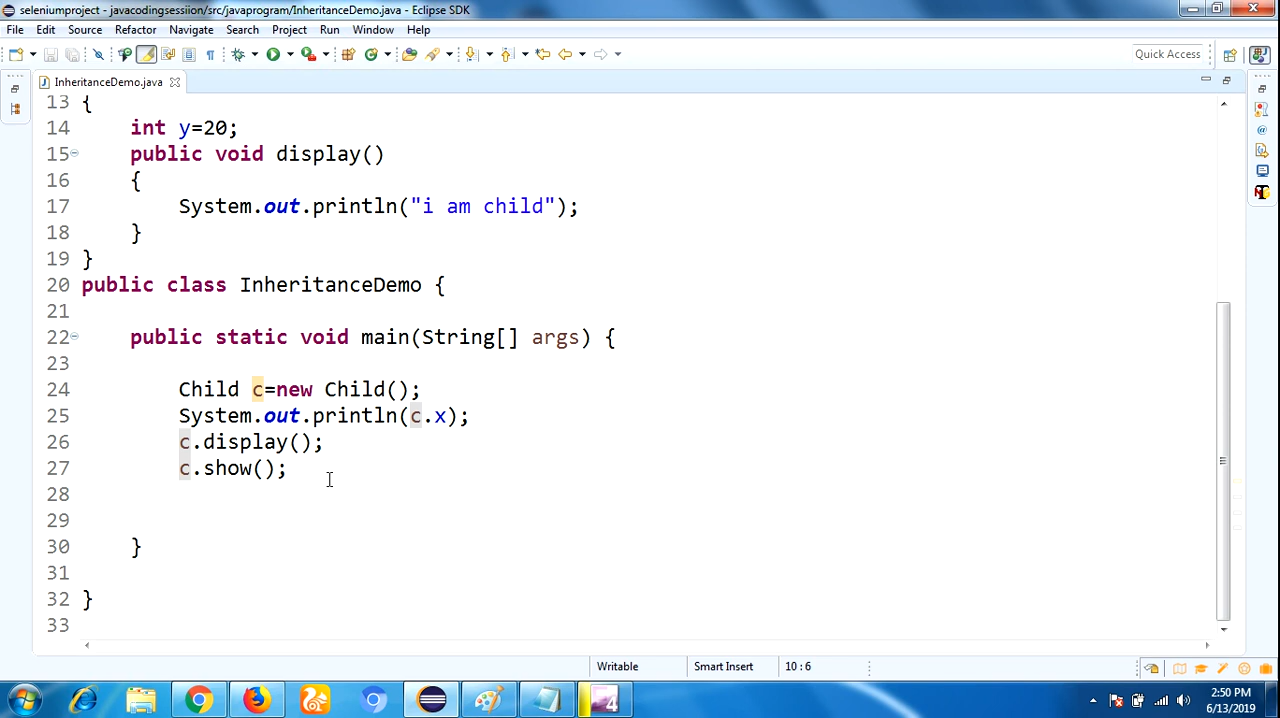 seleniumproject - javacodingsessiion/src/javaprogram/InheritanceDemo.java - Eclipse SDK
File Edit Source Refactor Navigate Search Project Run Window Help
Quick Access
InheritanceDemo.java
13 {
14 int y=20;
15 public void display()
16 {
17 System.out.println("i am child");
18 }
19 }
20 public class InheritanceDemo {
21
22 public static void main(String[] args) {
23
24 Child c=new Child();
25 System.out.println(c.x);
26 c.display();
27 c.show();
28
29
30 }
31
32 }
33
Writable Smart Insert 10 : 6
4
2:50 PM
6/13/2019